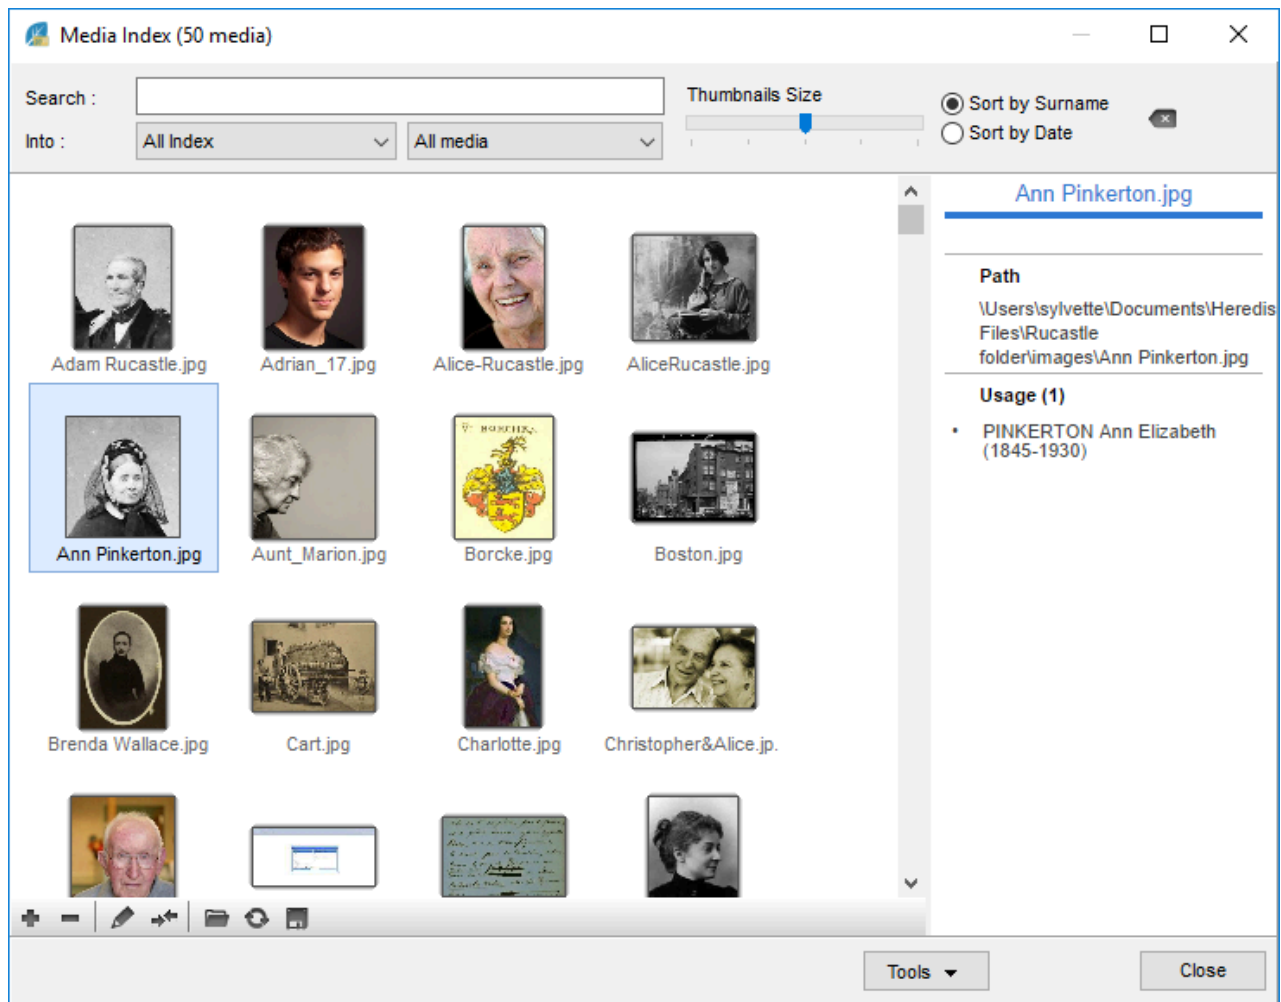 Media Index (50 media)
Search :
Thumbnails Size
Sort by Surname
Into :
All Index
All media
Sort by Date
Ann Pinkerton.jpg
Path
\Users\sylvette\Documents\Heredis
Files\Rucastle
folder\images\Ann Pinkerton.jpg
Usage (1)
• PINKERTON Ann Elizabeth
(1845-1930)
Adam Rucastle.jpg
Adrian_17.jpg
Alice-Rucastle.jpg
AliceRucastle.jpg
Ann Pinkerton.jpg
Aunt_Marion.jpg
Borcke.jpg
Boston.jpg
Brenda Wallace.jpg
Cart.jpg
Charlotte.jpg
Christopher&Alice.jp.
Tools
Close